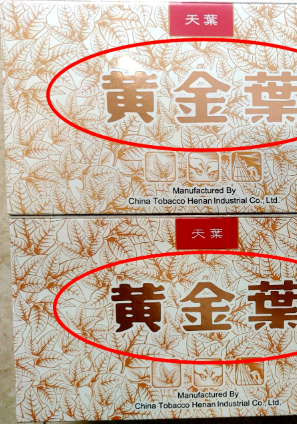 天葉
黃金葉
Manufactured By
China Tobacco Henan Industrial Co., Ltd.
天葉
黃金葉
Manufactured By
China Tobacco Henan Industrial Co., Ltd.